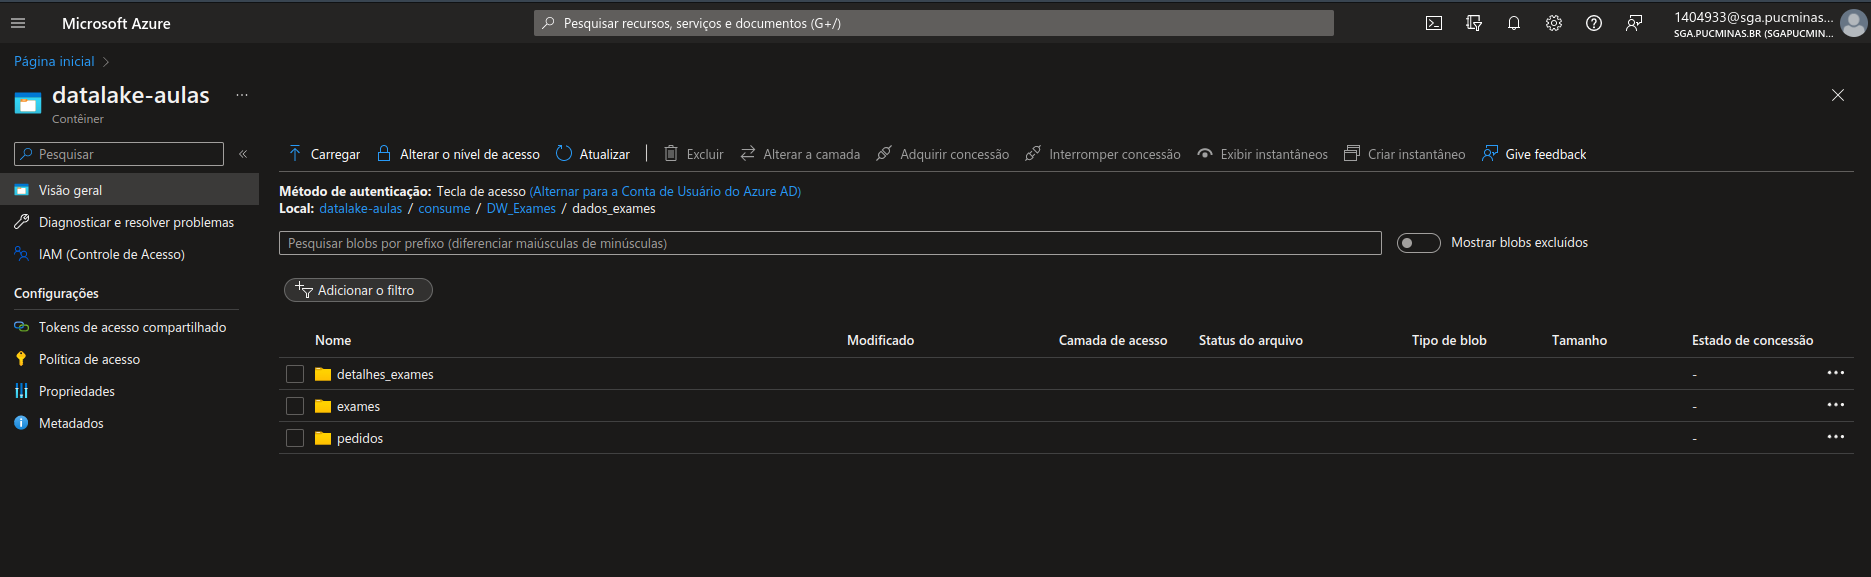 Microsoft Azure
Pesquisar recursos, serviços e documentos (G+/)
1404933@sga.pucminas...
SGA.PUCMINAS.BR (SGAPUCMIN...
Página inicial >
datalake-aulas ...
Contêiner
Pesquisar «
Carregar Alterar o nível de acesso Atualizar Excluir Alterar a camada Adquirir concessão Interromper concessão Exibir instantâneos Criar instantâneo Give feedback
Visão geral
Diagnosticar e resolver problemas
IAM (Controle de Acesso)
Configurações
Tokens de acesso compartilhado
Política de acesso
Propriedades
Metadados
Método de autenticação: Tecla de acesso (Alternar para a Conta de Usuário do Azure AD)
Local: datalake-aulas / consume / DW_Exames / dados_exames
Pesquisar blobs por prefixo (diferenciar maiúsculas de minúsculas)
Mostrar blobs excluídos
Adicionar o filtro
Nome Modificado Camada de acesso Status do arquivo Tipo de blob Tamanho Estado de concessão
detalhes_exames - ...
exames - ...
pedidos - ...